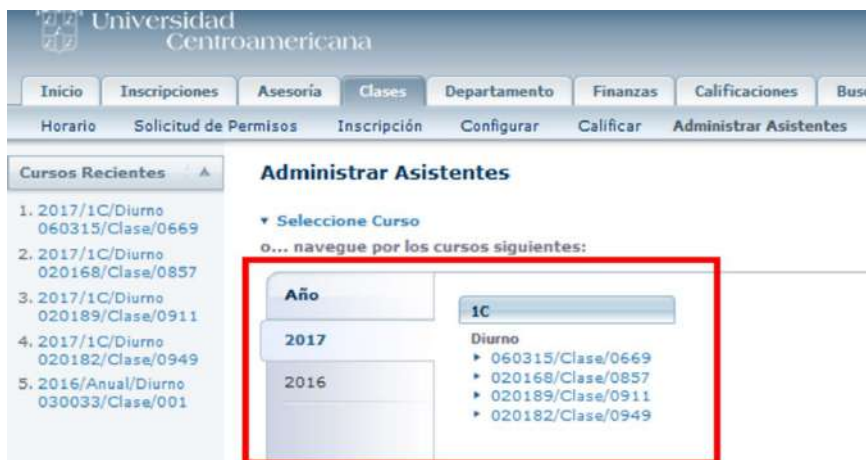 Universidad
Centroamericana
Inicio Inscripciones Asesoría Clases Departamento Finanzas Calificaciones
Horario Solicitud de Permisos Inscripción Configurar Calificar Administrar Asistentes
Cursos Recientes
1. 2017/1C/Diurno
060315/Clase/0669
2. 2017/1C/Diurno
020168/Clase/0857
3. 2017/1C/Diurno
020189/Clase/0911
4. 2017/1C/Diurno
020182/Clase/0949
5. 2016/Anual/Diurno
030033/Clase/001
Administrar Asistentes
Seleccione Curso
o... navegue por los cursos siguientes:
Año
2017
2016
1C
Diurno
060315/Clase/0669
020168/Clase/0857
020189/Clase/0911
020182/Clase/0949